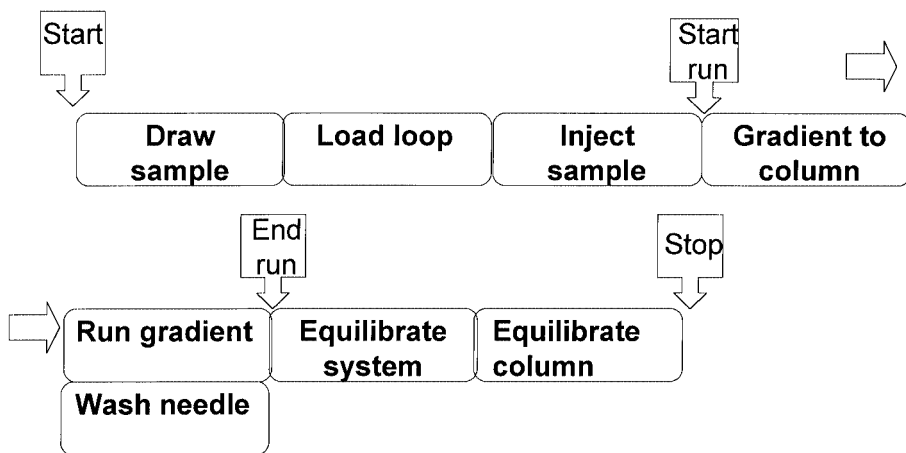 Start
Start
run
Draw
sample
Load loop
Inject
sample
Gradient to
column
End
run
Stop
Run gradient
Equilibrate
system
Equilibrate
column
Wash needle